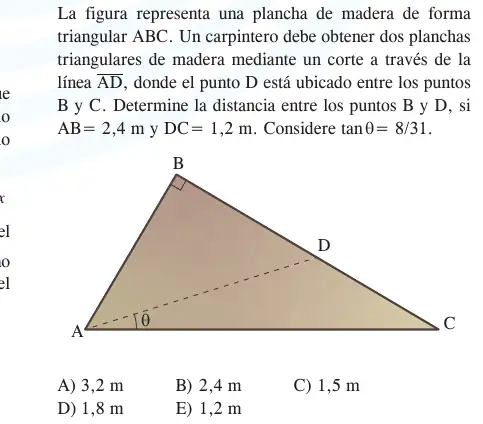 La figura representa una plancha de madera de forma
triangular ABC. Un carpintero debe obtener dos planchas
triangulares de madera mediante un corte a través de la
línea AD, donde el punto D está ubicado entre los puntos
B y C. Determine la distancia entre los puntos B y D, si
AB= 2,4 m y DC= 1,2 m. Considere tanθ= 8/31.
el
el
B
D
θ
A
C
A) 3,2 m B) 2,4 m C) 1,5 m
D) 1,8 m E) 1,2 m